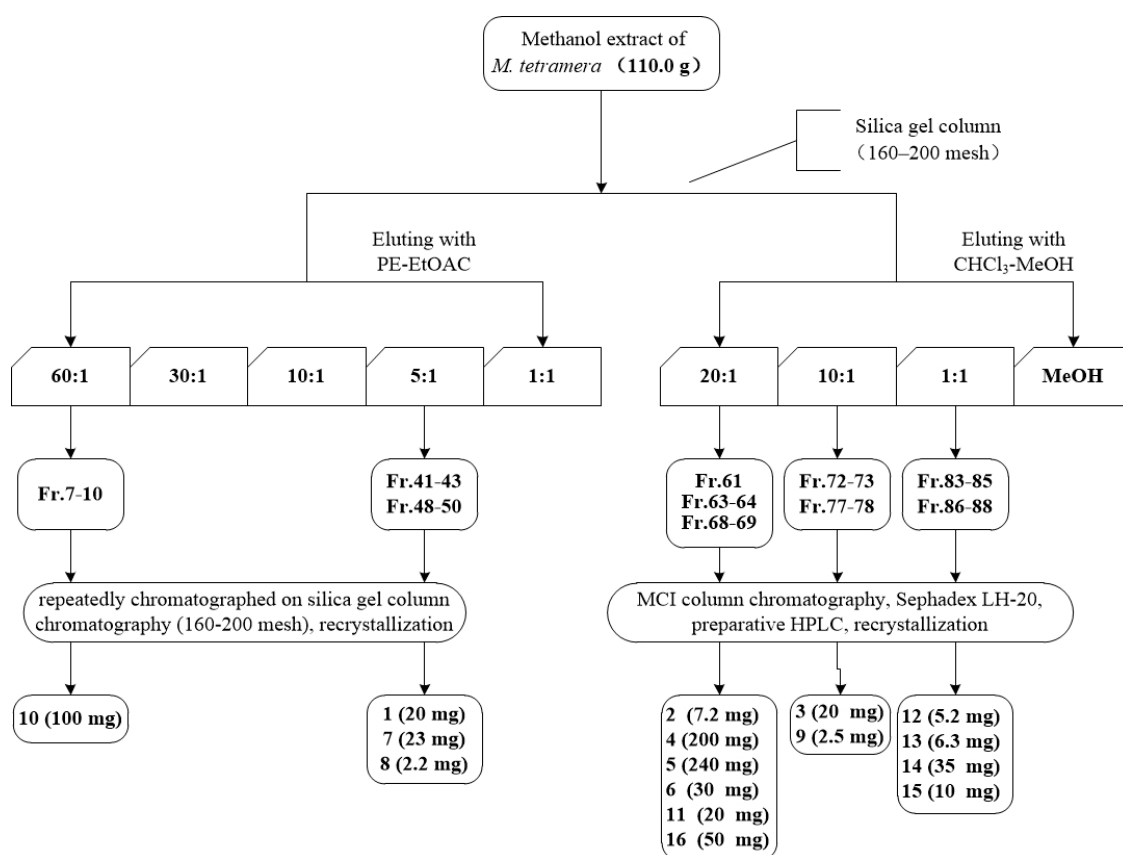 Methanol extract of
M. tetramera （110.0 g）
Silica gel column
（160–200 mesh）
Eluting with
PE-EtOAC
Eluting with
CHCl₃-MeOH
60:1
30:1
10:1
5:1
1:1
20:1
10:1
1:1
MeOH
Fr.7-10
Fr.41-43
Fr.48-50
Fr.61
Fr.63-64
Fr.68-69
Fr.72-73
Fr.77-78
Fr.83-85
Fr.86-88
repeatedly chromatographed on silica gel column
chromatography (160-200 mesh), recrystallization
MCI column chromatography, Sephadex LH-20,
preparative HPLC, recrystallization
10 (100 mg)
1 (20 mg)
7 (23 mg)
8 (2.2 mg)
2 (7.2 mg)
4 (200 mg)
5 (240 mg)
6 (30 mg)
11 (20 mg)
16 (50 mg)
3 (20 mg)
9 (2.5 mg)
12 (5.2 mg)
13 (6.3 mg)
14 (35 mg)
15 (10 mg)